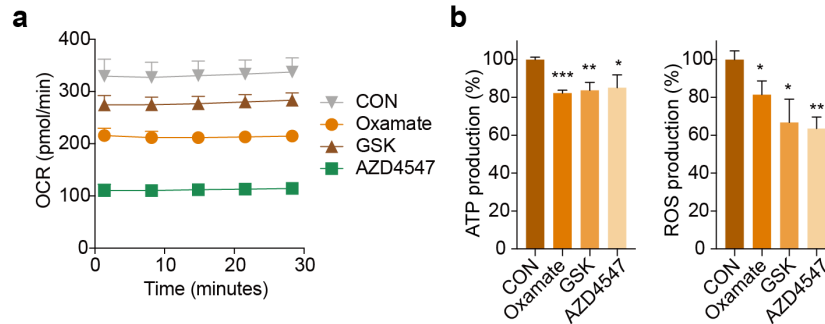 a
400
300
200
100
0
OCR (pmol/min)
0 10 20 30
Time (minutes)
CON
Oxamate
GSK
AZD4547
b
100
80
60
40
20
0
ATP production (%)
***
**
*
CON
Oxamate
GSK
AZD4547
100
80
60
40
20
0
ROS production (%)
*
*
**
CON
Oxamate
GSK
AZD4547